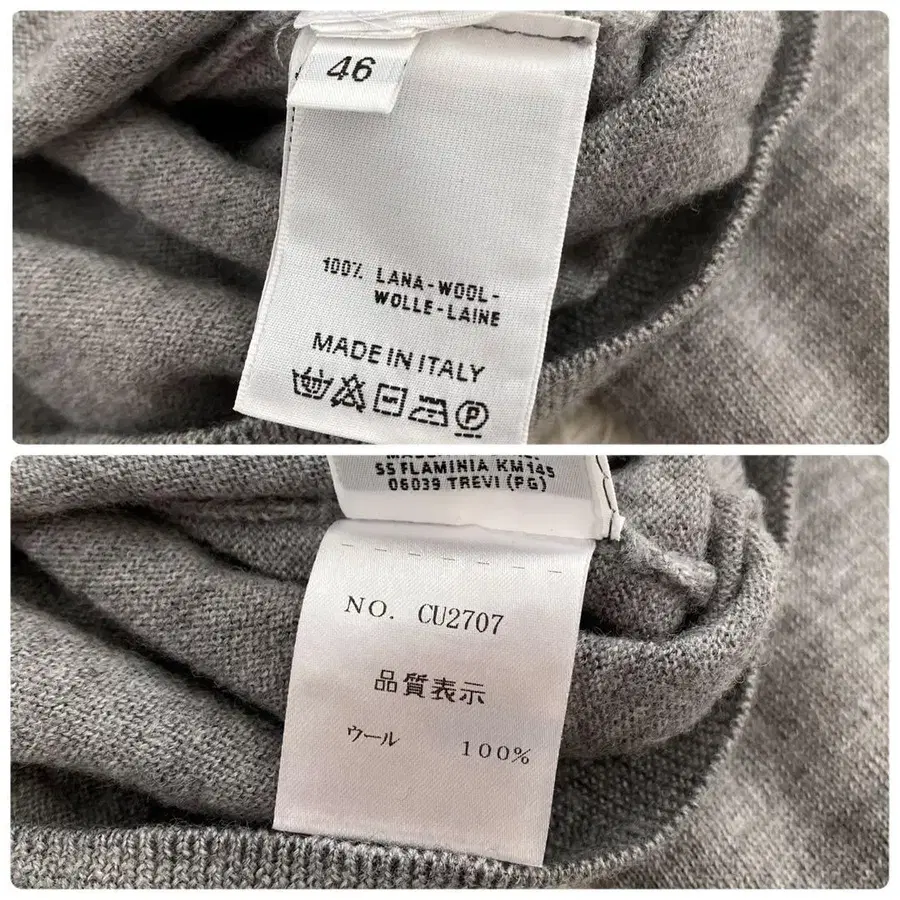 46
100% LANA-WOOL-
WOLLE-LAINE
MADE IN ITALY
P
SS FLAMINIA KM 145
06039 TREVI (PG)
NO. CU2707
品質表示
ウール 100%